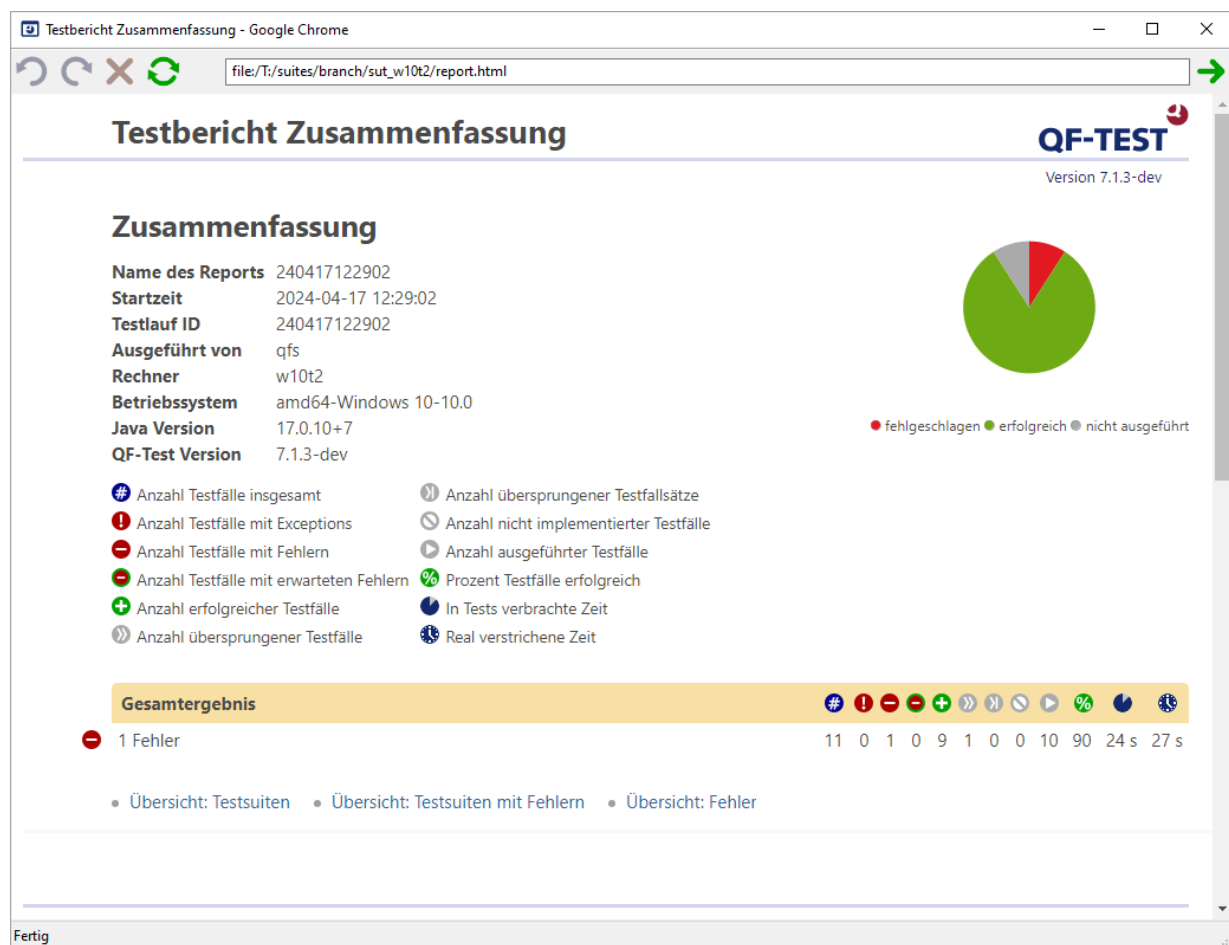 Testbericht Zusammenfassung - Google Chrome
file:/T:/suites/branch/sut_w10t2/report.html
Testbericht Zusammenfassung
QF-TEST
Version 7.1.3-dev
Zusammenfassung
Name des Reports 240417122902
Startzeit 2024-04-17 12:29:02
Testlauf ID 240417122902
Ausgeführt von qfs
Rechner w10t2
Betriebssystem amd64-Windows 10-10.0
Java Version 17.0.10+7
QF-Test Version 7.1.3-dev
fehlgeschlagen erfolgreich nicht ausgeführt
# Anzahl Testfälle insgesamt Anzahl übersprungener Testfallsätze
! Anzahl Testfälle mit Exceptions Anzahl nicht implementierter Testfälle
Anzahl Testfälle mit Fehlern Anzahl ausgeführter Testfälle
Anzahl Testfälle mit erwarteten Fehlern % Prozent Testfälle erfolgreich
Anzahl erfolgreicher Testfälle In Tests verbrachte Zeit
Anzahl übersprungener Testfälle Real verstrichene Zeit
Gesamtergebnis # ! %
1 Fehler 11 0 1 0 9 1 0 0 10 90 24 s 27 s
Übersicht: Testsuiten Übersicht: Testsuiten mit Fehlern Übersicht: Fehler
Fertig